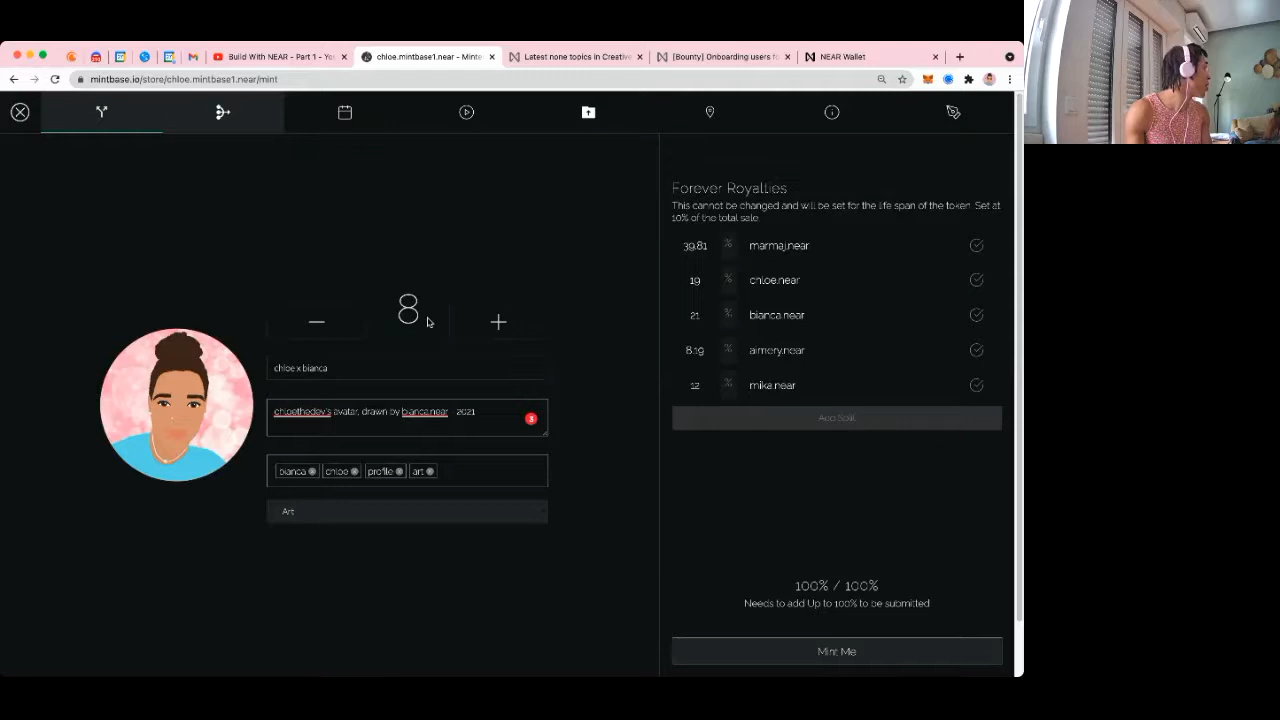 Build With NEAR - Part 1 - Yo
chloe.mintbase1.near - Minte
Latest none topics in Creative
[Bounty] Onboarding users fo
NEAR Wallet
mintbase.io/store/chloe.mintbase1.near/mint
8
chloe x bianca
chloethedev's avatar, drawn by bianca.near 2021
3
bianca
chloe
profile
art
Art
Forever Royalties
This cannot be changed and will be set for the life span of the token. Set at
10% of the total sale
39.81 % marmaj.near
19 % chloe.near
21 % bianca.near
8.19 % aimery.near
12 % mika.near
Add Split
100% / 100%
Needs to add Up to 100% to be submitted
Mint Me